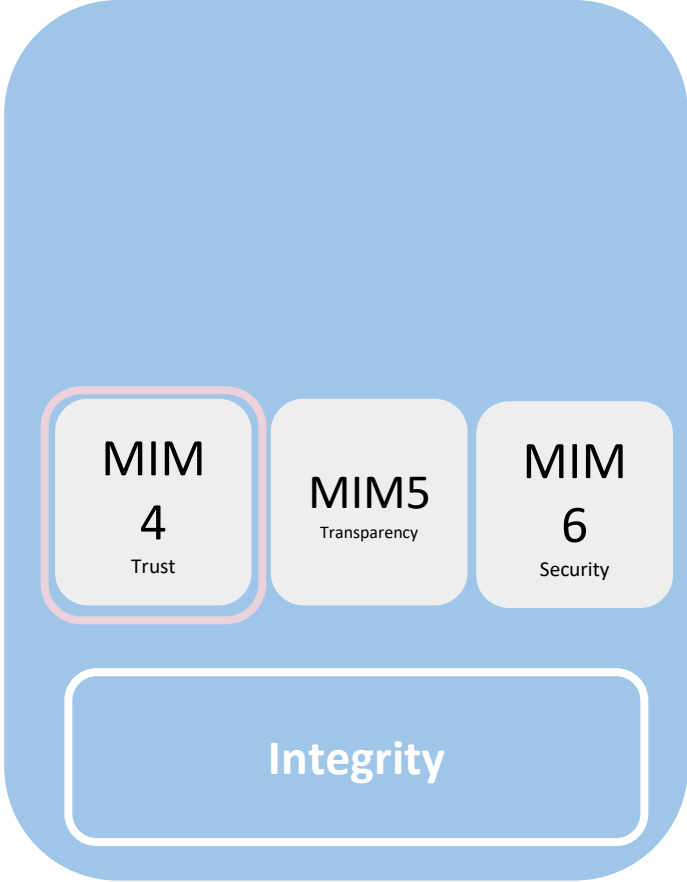 MIM
4
Trust
MIM5
Transparency
MIM
6
Security
Integrity